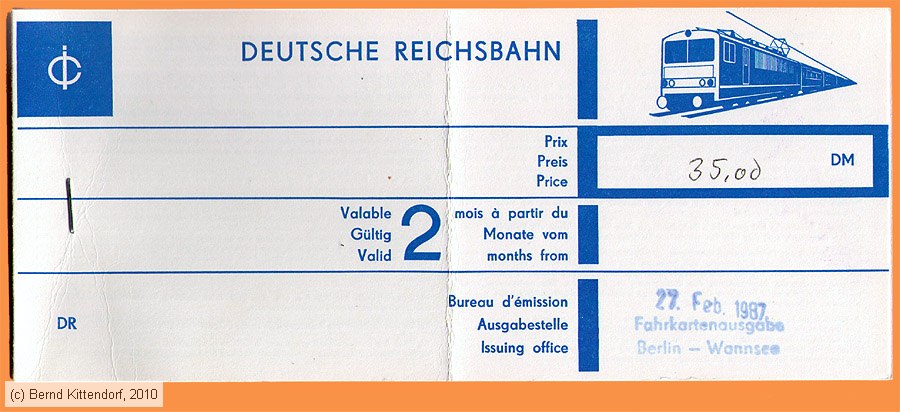 DEUTSCHE REICHSBAHN
Prix
Preis
Price
35,00
DM
Valable
Gültig
Valid
2
mois à partir du
Monate vom
months from
DR
Bureau d'émission
Ausgabestelle
Issuing office
27. Feb. 1987
Fahrkartenausgabe
Berlin – Wannsee
(c) Bernd Kittendorf, 2010